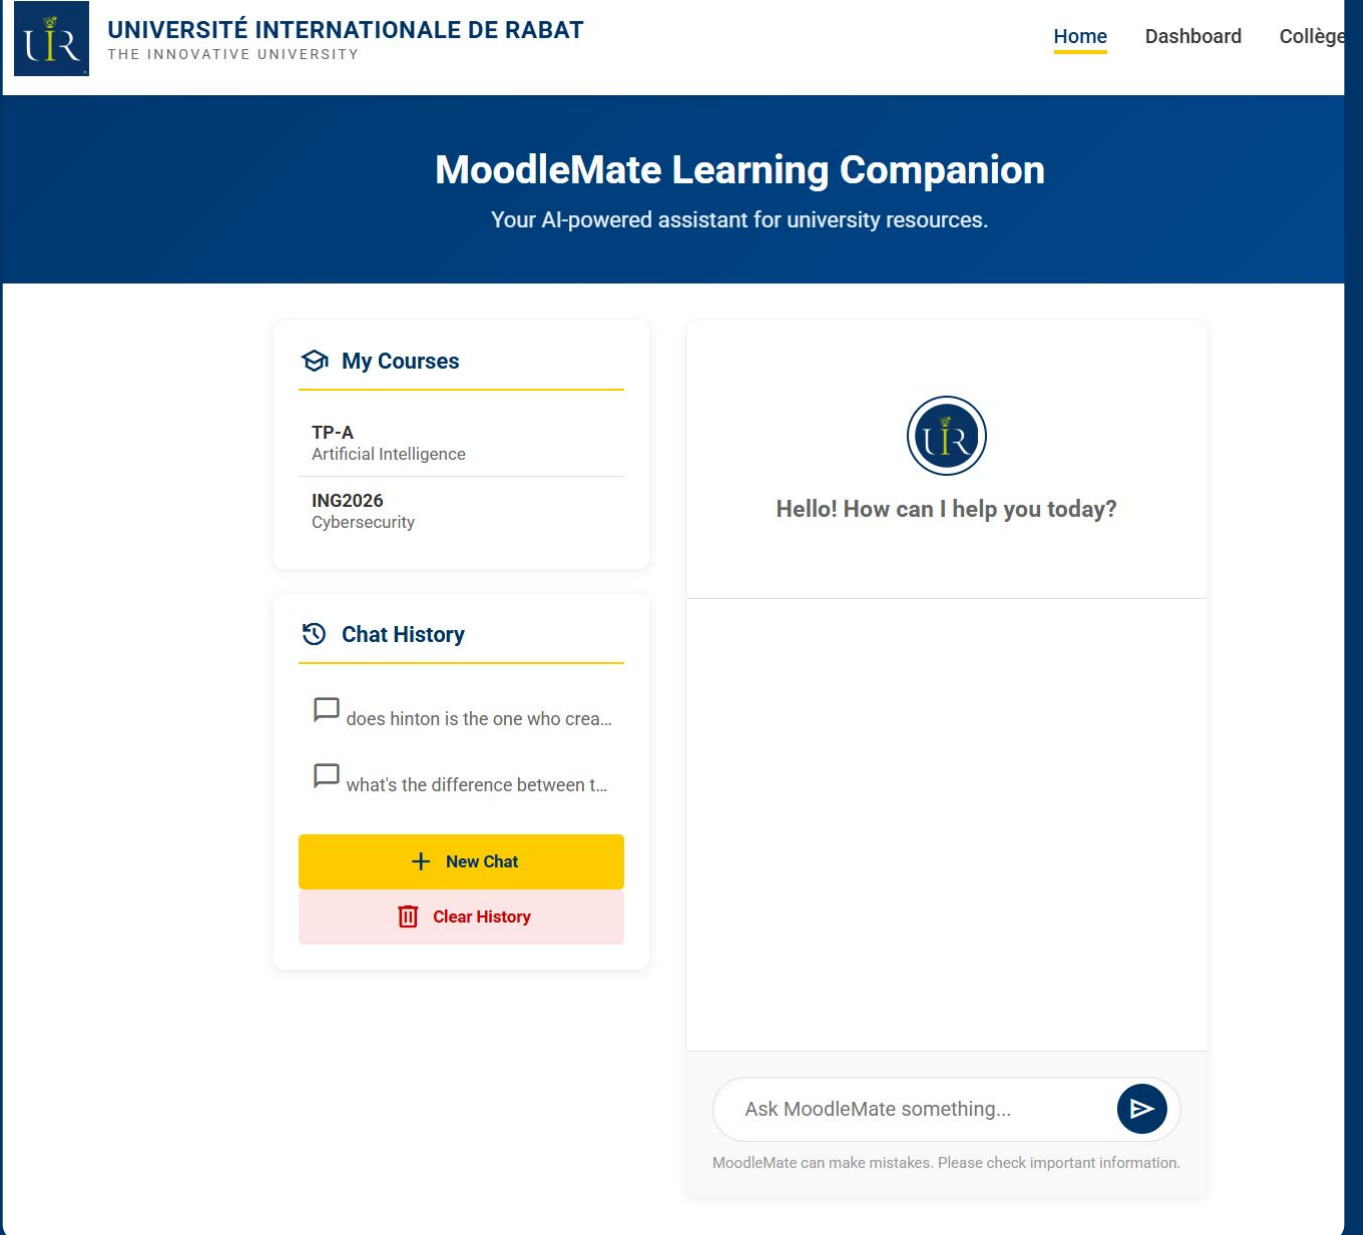 UIR
UNIVERSITÉ INTERNATIONALE DE RABAT
THE INNOVATIVE UNIVERSITY
Home Dashboard Collège
MoodleMate Learning Companion
Your AI-powered assistant for university resources.
My Courses
TP-A
Artificial Intelligence
ING2026
Cybersecurity
Chat History
does hinton is the one who crea...
what's the difference between t...
New Chat
Clear History
UIR
Hello! How can I help you today?
Ask MoodleMate something...
MoodleMate can make mistakes. Please check important information.